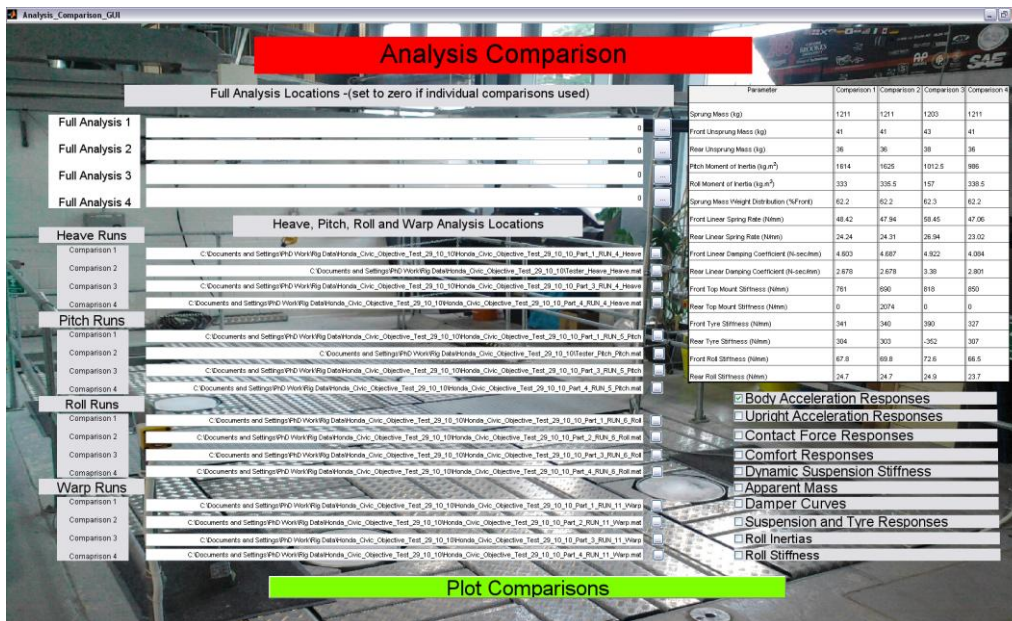 Analysis_Comparison_GUI
Analysis Comparison
Full Analysis Locations -(set to zero if individual comparisons used)
Full Analysis 1
0
...
Full Analysis 2
0
...
Full Analysis 3
0
...
Full Analysis 4
0
...
Heave, Pitch, Roll and Warp Analysis Locations
Heave Runs
Comparison 1 C:\Documents and Settings\PhD Work\Rig Data\Honda_Civic_Objective_Test_29_10_10\Honda_Civic_Objective_Test_29_10_10_Part_1_RUN_4_Heave
Comparison 2 C:\Documents and Settings\PhD Work\Rig Data\Honda_Civic_Objective_Test_29_10_10\Tester_Heave_Heave.mat
Comparison 3 C:\Documents and Settings\PhD Work\Rig Data\Honda_Civic_Objective_Test_29_10_10\Honda_Civic_Objective_Test_29_10_10_Part_3_RUN_4_Heave
Comaprison 4 C:\Documents and Settings\PhD Work\Rig Data\Honda_Civic_Objective_Test_29_10_10\Honda_Civic_Objective_Test_29_10_10_Part_4_RUN_4_Heave.mat
Pitch Runs
Comparison 1 C:\Documents and Settings\PhD Work\Rig Data\Honda_Civic_Objective_Test_29_10_10\Honda_Civic_Objective_Test_29_10_10_Part_1_RUN_5_Pitch
Comparison 2 C:\Documents and Settings\PhD Work\Rig Data\Honda_Civic_Objective_Test_29_10_10\Tester_Pitch_Pitch.mat
Comparison 3 C:\Documents and Settings\PhD Work\Rig Data\Honda_Civic_Objective_Test_29_10_10\Honda_Civic_Objective_Test_29_10_10_Part_3_RUN_5_Pitch
Comaprison 4 C:\Documents and Settings\PhD Work\Rig Data\Honda_Civic_Objective_Test_29_10_10\Honda_Civic_Objective_Test_29_10_10_Part_4_RUN_5_Pitch.mat
Roll Runs
Comparison 1 C:\Documents and Settings\PhD Work\Rig Data\Honda_Civic_Objective_Test_29_10_10\Honda_Civic_Objective_Test_29_10_10_Part_1_RUN_6_Roll
Comparison 2 C:\Documents and Settings\PhD Work\Rig Data\Honda_Civic_Objective_Test_29_10_10\Honda_Civic_Objective_Test_29_10_10_Part_2_RUN_6_Roll.mat
Comparison 3 C:\Documents and Settings\PhD Work\Rig Data\Honda_Civic_Objective_Test_29_10_10\Honda_Civic_Objective_Test_29_10_10_Part_3_RUN_6_Roll
Comaprison 4 C:\Documents and Settings\PhD Work\Rig Data\Honda_Civic_Objective_Test_29_10_10\Honda_Civic_Objective_Test_29_10_10_Part_4_RUN_6_Roll.mat
Warp Runs
Comparison 1 C:\Documents and Settings\PhD Work\Rig Data\Honda_Civic_Objective_Test_29_10_10\Honda_Civic_Objective_Test_29_10_10_Part_1_RUN_11_Warp
Comparison 2 C:\Documents and Settings\PhD Work\Rig Data\Honda_Civic_Objective_Test_29_10_10\Honda_Civic_Objective_Test_29_10_10_Part_2_RUN_11_Warp.mat
Comparison 3 C:\Documents and Settings\PhD Work\Rig Data\Honda_Civic_Objective_Test_29_10_10\Honda_Civic_Objective_Test_29_10_10_Part_3_RUN_11_Warp
Comaprison 4 C:\Documents and Settings\PhD Work\Rig Data\Honda_Civic_Objective_Test_29_10_10\Honda_Civic_Objective_Test_29_10_10_Part_4_RUN_11_Warp.mat
Parameter Comparison 1 Comparison 2 Comparison 3 Comparison 4
Sprung Mass (kg) 1211 1211 1203 1211
Front Unsprung Mass (kg) 41 41 43 41
Rear Unsprung Mass (kg) 36 36 38 36
Pitch Moment of Inertia (kg.m²) 1614 1625 1012.5 986
Roll Moment of Inertia (kg.m²) 333 335.5 157 338.5
Sprung Mass Weight Distribution (%Front) 62.2 62.2 62.3 62.2
Front Linear Spring Rate (N/mm) 48.42 47.94 58.45 47.06
Rear Linear Spring Rate (N/mm) 24.24 24.31 26.94 23.02
Front Linear Damping Coefficient (N-sec/mm) 4.603 4.687 4.922 4.084
Rear Linear Damping Coefficient (N-sec/mm) 2.678 2.679 3.38 2.801
Front Top Mount Stiffness (N/mm) 761 690 818 850
Rear Top Mount Stiffness (N/mm) 0 2074 0 0
Front Tyre Stiffness (N/mm) 341 340 390 327
Rear Tyre Stiffness (N/mm) 304 303 -352 307
Front Roll Stiffness (N/mm) 67.8 69.8 72.6 66.5
Rear Roll Stiffness (N/mm) 24.7 24.7 24.9 23.7
Body Acceleration Responses
Upright Acceleration Responses
Contact Force Responses
Comfort Responses
Dynamic Suspension Stiffness
Apparent Mass
Damper Curves
Suspension and Tyre Responses
Roll Inertias
Roll Stiffness
Plot Comparisons
SAE